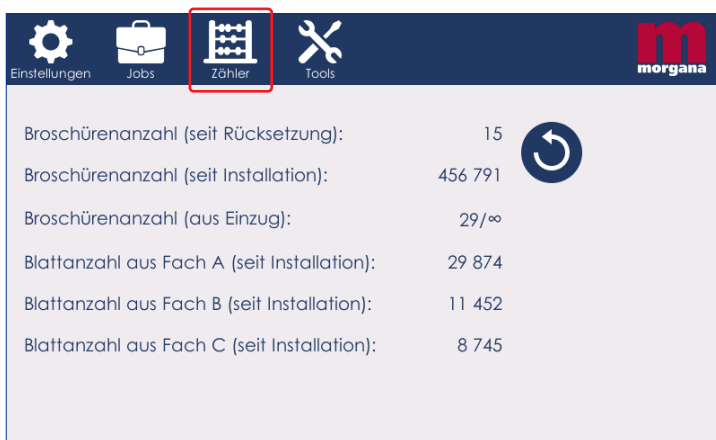 Einstellungen Jobs Zähler Tools
morgana
Broschürenanzahl (seit Rücksetzung): 15
Broschürenanzahl (seit Installation): 456 791
Broschürenanzahl (aus Einzug): 29/∞
Blattanzahl aus Fach A (seit Installation): 29 874
Blattanzahl aus Fach B (seit Installation): 11 452
Blattanzahl aus Fach C (seit Installation): 8 745